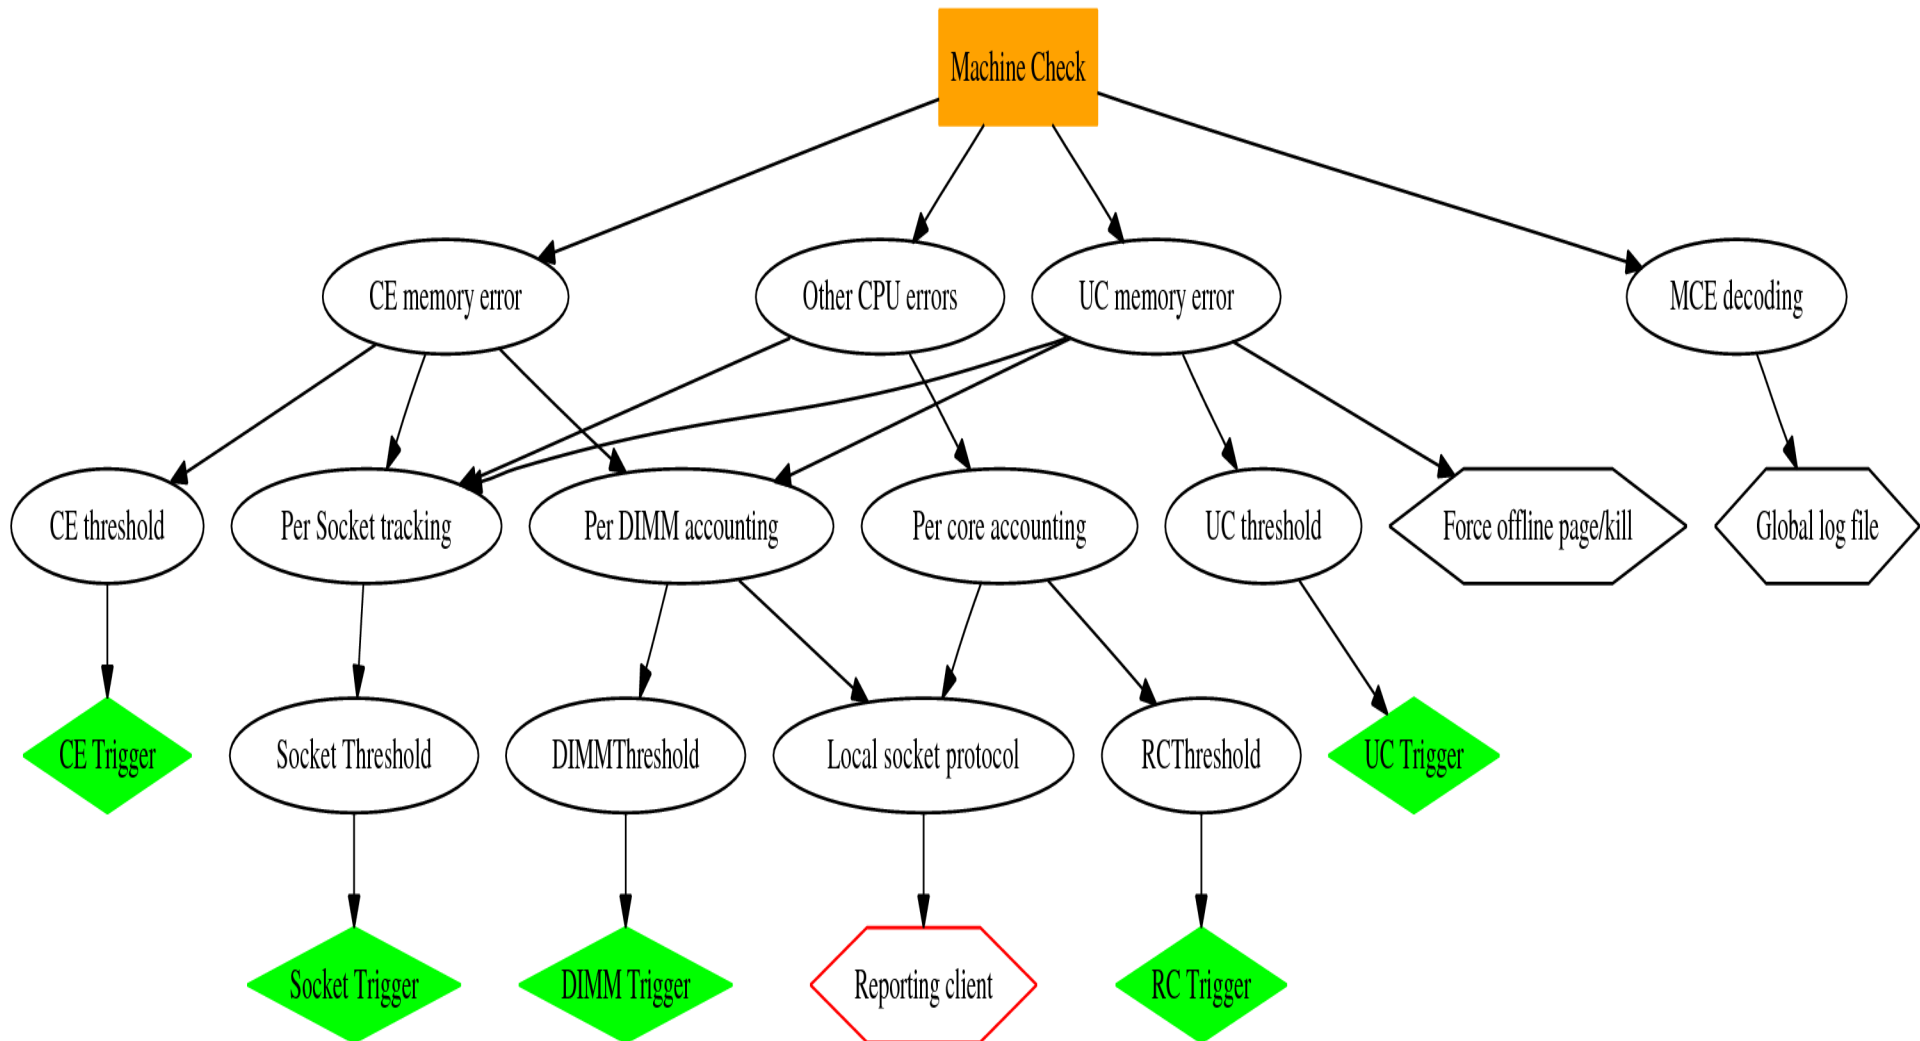 Machine Check
CE memory error
Other CPU errors
UC memory error
MCE decoding
CE threshold
Per Socket tracking
Per DIMM accounting
Per core accounting
UC threshold
Force offline page/kill
Global log file
CE Trigger
Socket Threshold
DIMMThreshold
Local socket protocol
RCThreshold
UC Trigger
Socket Trigger
DIMM Trigger
Reporting client
RC Trigger